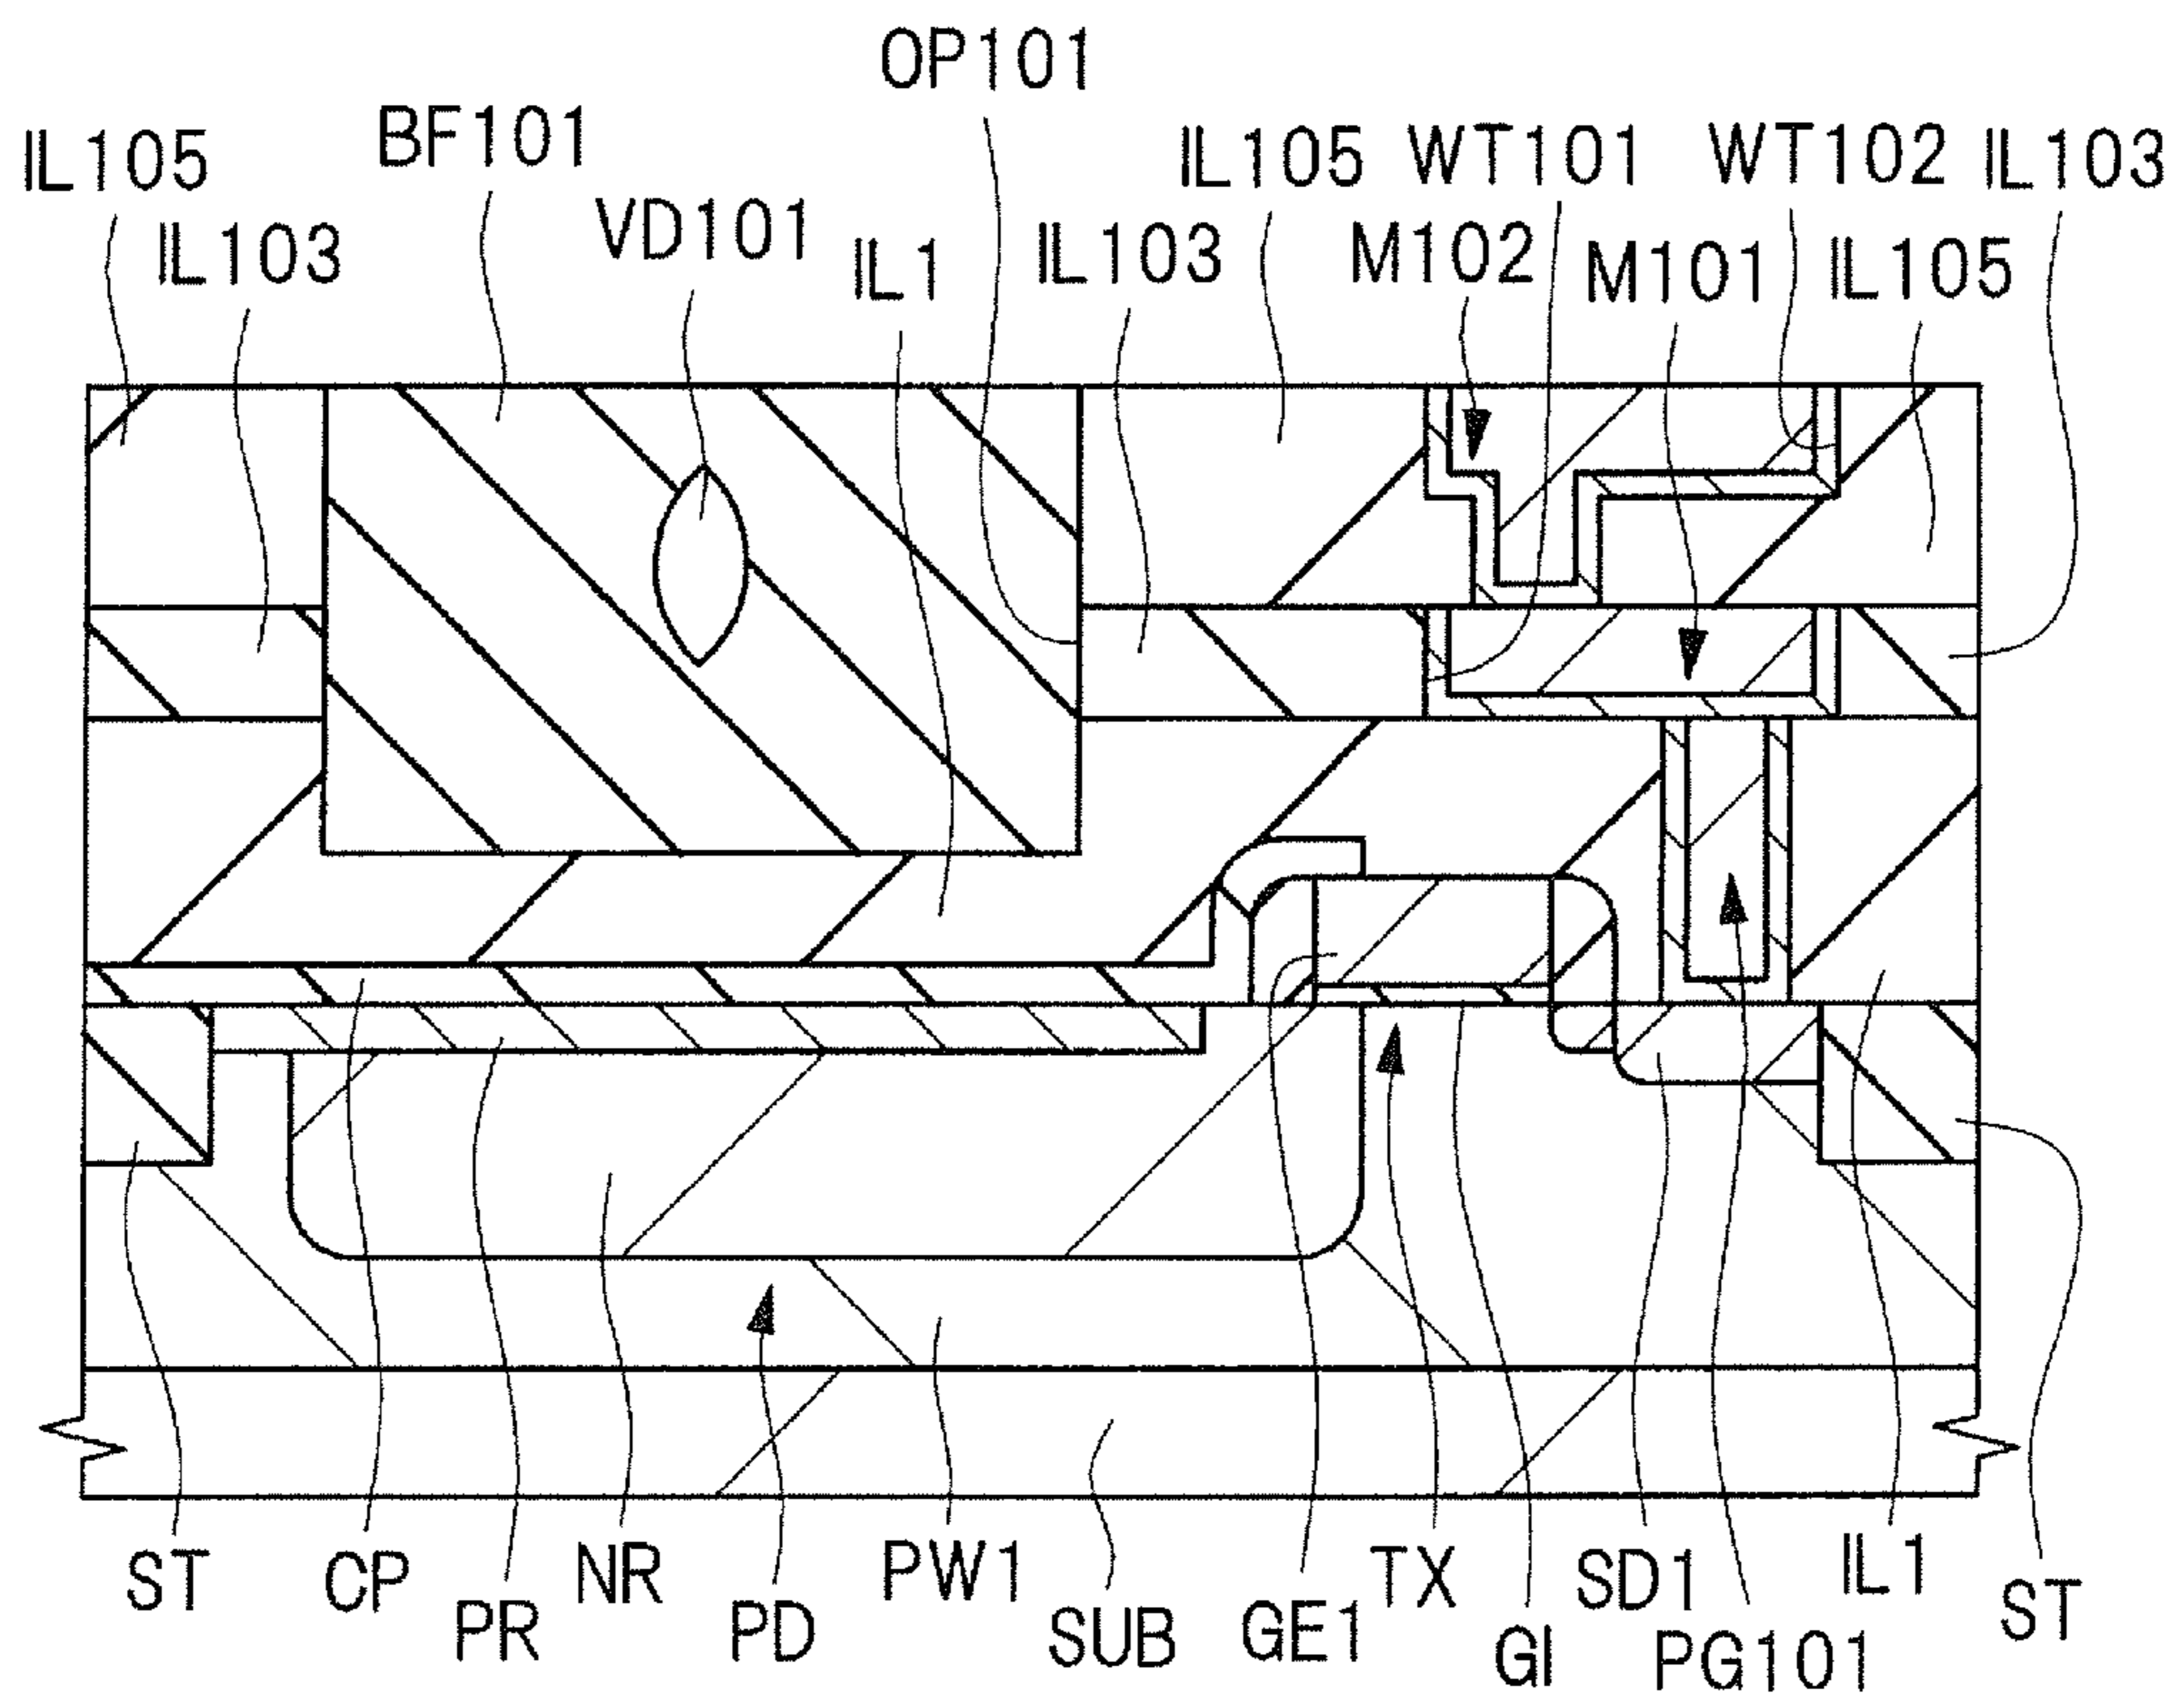 OP101
BF101
IL105 IL105 WT101 WT102 IL103
VD101
IL103 IL1 IL103 M102 M101 IL105
ST CP NR PW1 TX SD1 IL1
PR PD SUB GE1 GI PG101 ST